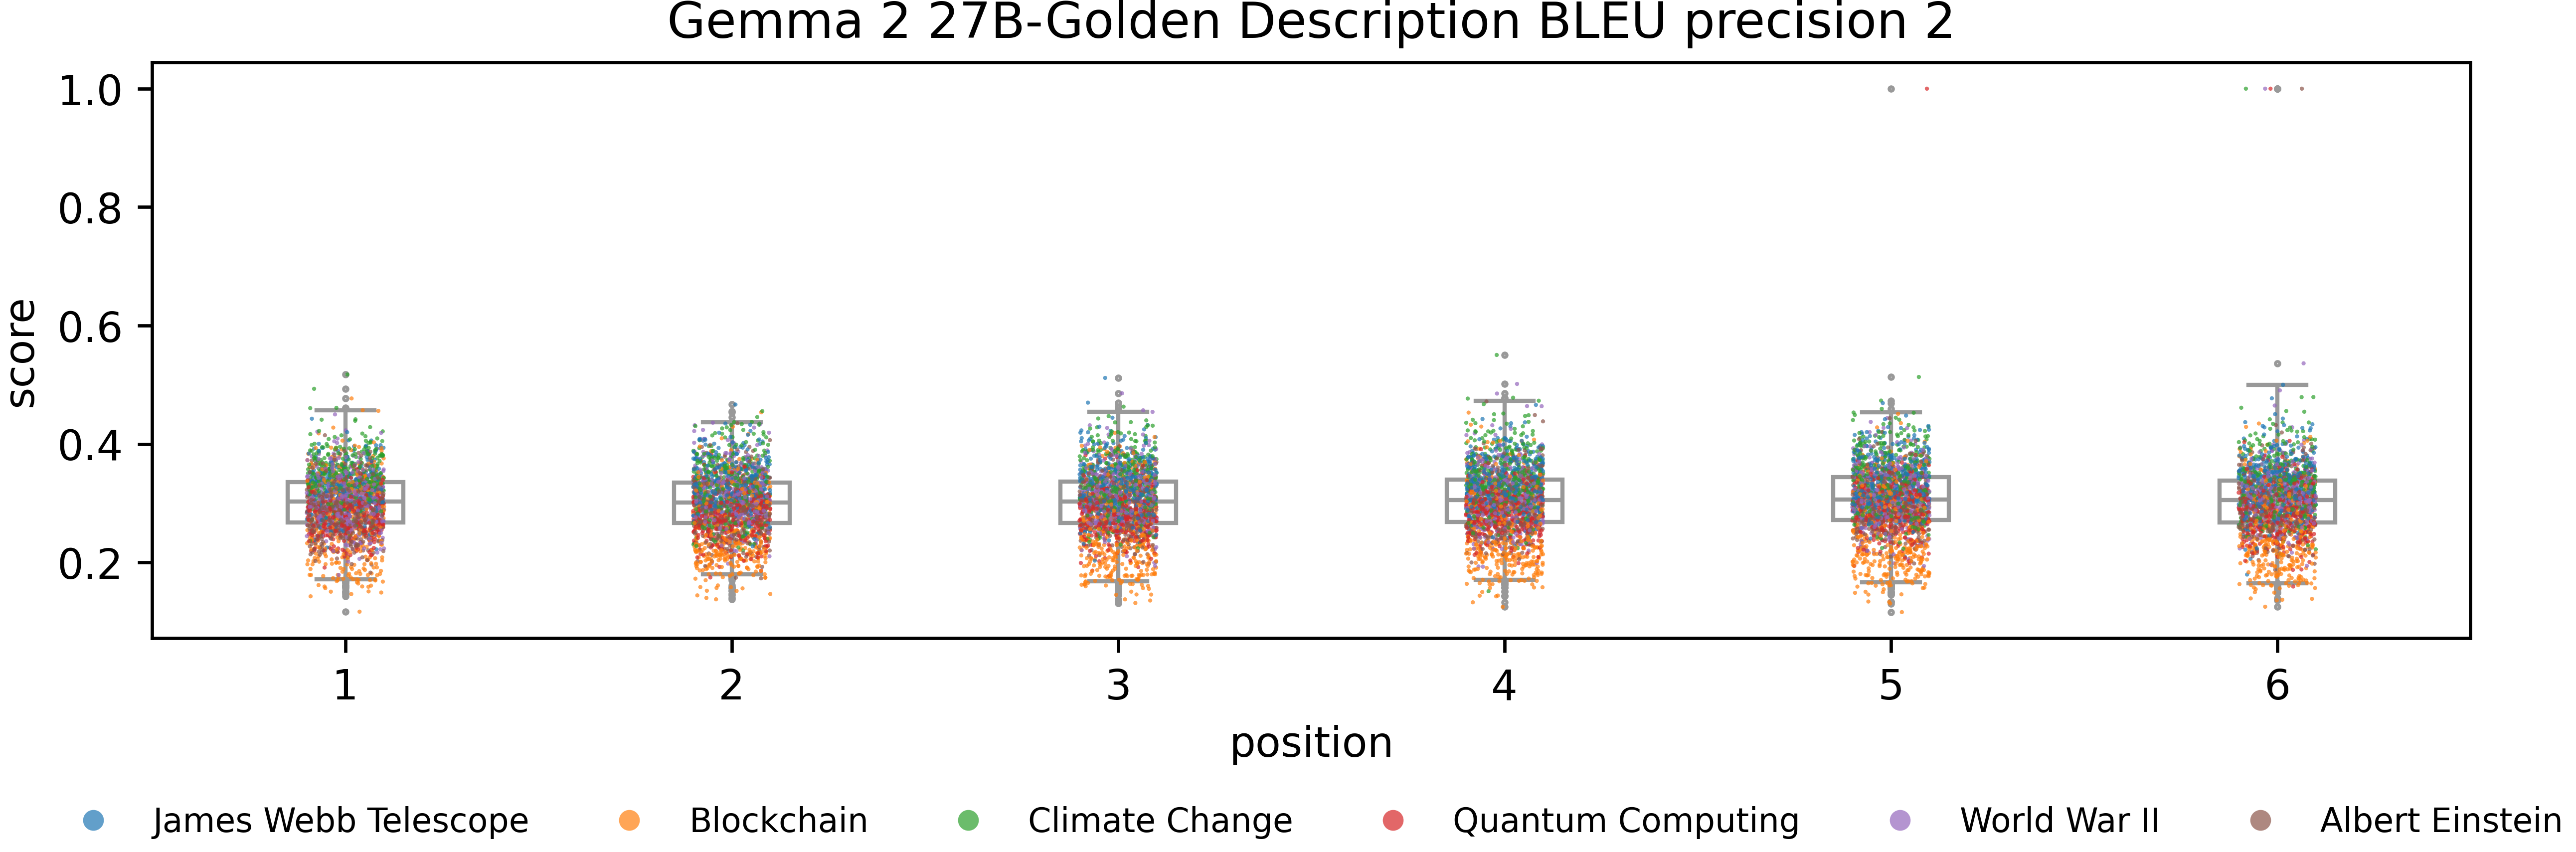 Gemma 2 27B-Golden Description BLEU precision 2
score
1.0
0.8
0.6
0.4
0.2
1 2 3 4 5 6
position
James Webb Telescope Blockchain Climate Change Quantum Computing World War II Albert Einstein